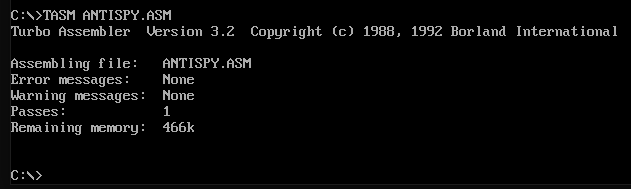 C:\>TASM ANTISPY.ASM
Turbo Assembler  Version 3.2  Copyright (c) 1988, 1992 Borland International
Assembling file:   ANTISPY.ASM
Error messages:    None
Warning messages:  None
Passes:            1
Remaining memory:  466k
C:\>